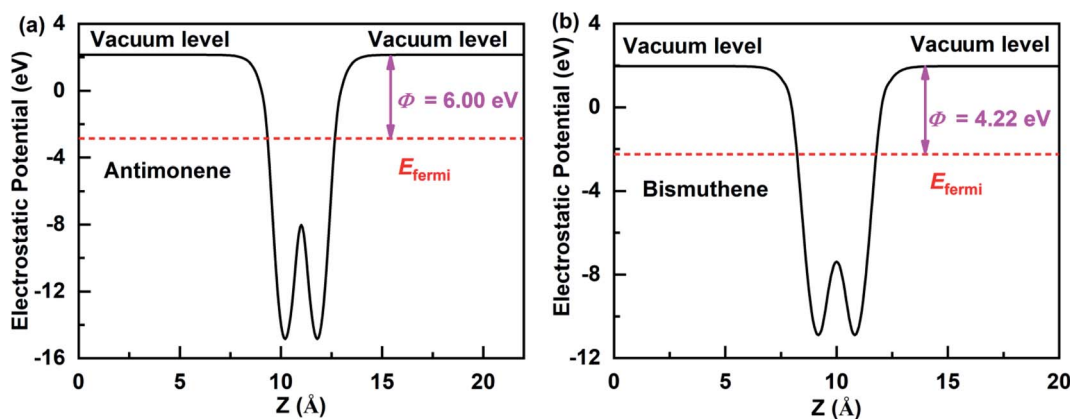 (a)
4
0
-4
-8
-12
-16
Electrostatic Potential (eV)
Vacuum level
Vacuum level
Φ = 6.00 eV
Antimonene
E fermi
0
5
10
15
20
Z (Å)
(b)
4
0
-4
-8
-12
Electrostatic Potential (eV)
Vacuum level
Vacuum level
Φ = 4.22 eV
Bismuthene
E fermi
0
5
10
15
20
Z (Å)